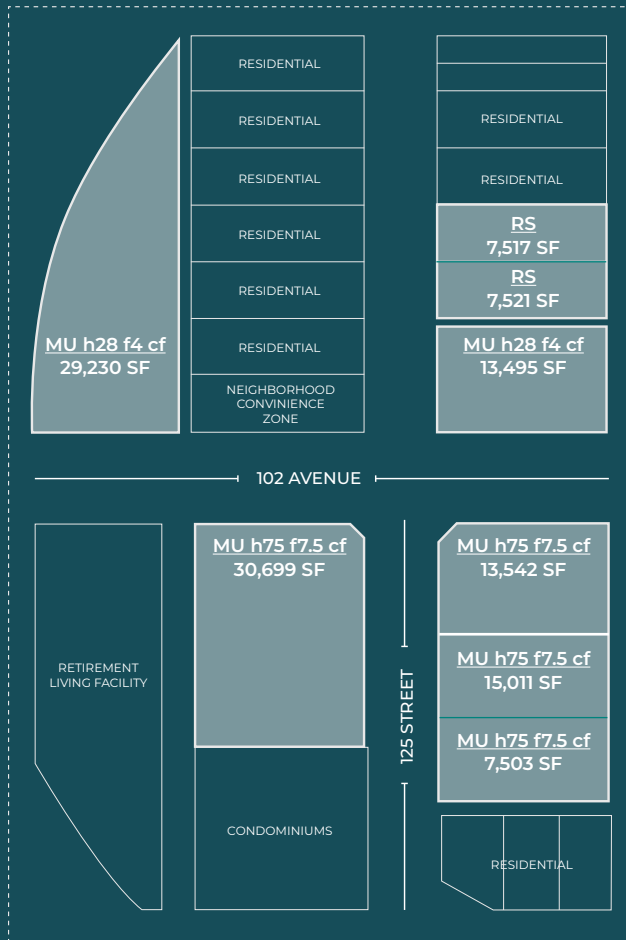 RESIDENTIAL
RESIDENTIAL
RESIDENTIAL
RESIDENTIAL
RESIDENTIAL
RESIDENTIAL
NEIGHBORHOOD
CONVINIENCE
ZONE
RESIDENTIAL
RESIDENTIAL
RS
7,517 SF
RS
7,521 SF
MU h28 f4 cf
29,230 SF
MU h28 f4 cf
13,495 SF
102 AVENUE
MU h75 f7.5 cf
30,699 SF
MU h75 f7.5 cf
13,542 SF
RETIREMENT
LIVING FACILITY
125 STREET
MU h75 f7.5 cf
15,011 SF
MU h75 f7.5 cf
7,503 SF
CONDOMINIUMS
RESIDENTIAL